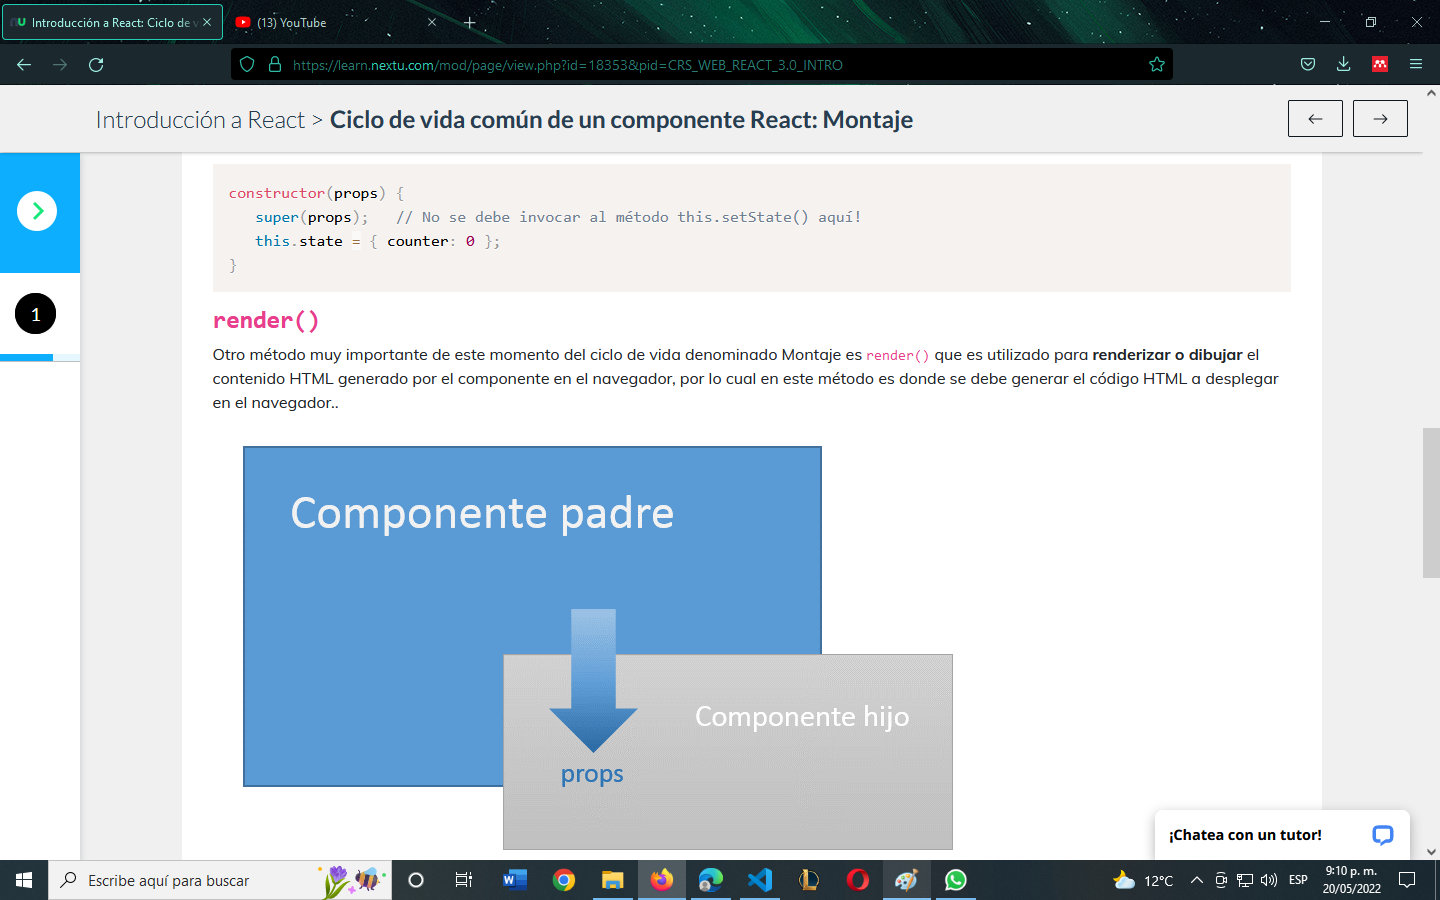 Introducción a React: Ciclo de v
(13) YouTube
https://learn.nextu.com/mod/page/view.php?id=18353&pid=CRS_WEB_REACT_3.0_INTRO
Introducción a React > Ciclo de vida común de un componente React: Montaje
1
constructor(props) {
super(props); // No se debe invocar al método this.setState() aquí!
this.state = { counter: 0 };
}
render()
Otro método muy importante de este momento del ciclo de vida denominado Montaje es render() que es utilizado para renderizar o dibujar el
contenido HTML generado por el componente en el navegador, por lo cual en este método es donde se debe generar el código HTML a desplegar
en el navegador..
Componente padre
Componente hijo
props
¡Chatea con un tutor!
Escribe aquí para buscar
12°C
ESP
9:10 p. m.
20/05/2022